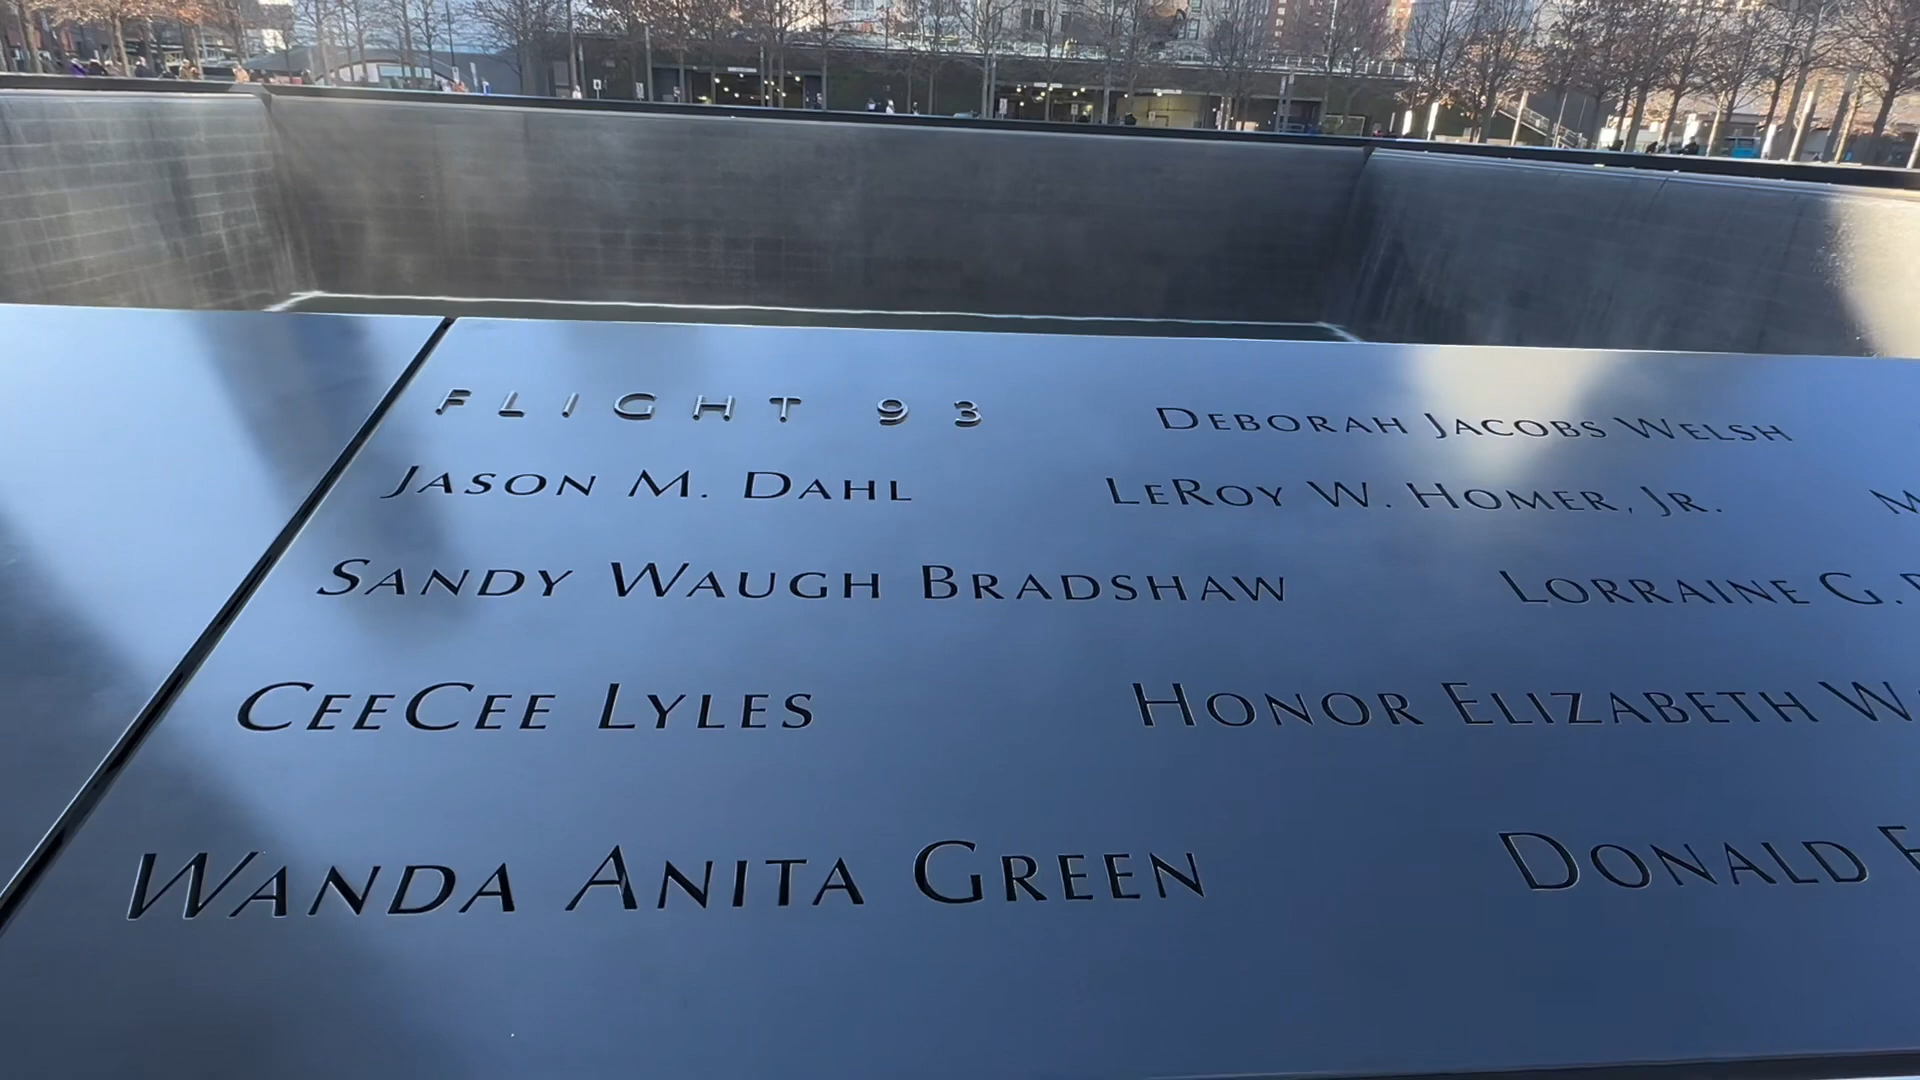 FLIGHT 93 DEBORAH JACOBS WELSH
JASON M. DAHL LEROY W. HOMER, JR.
SANDY WAUGH BRADSHAW LORRAINE G.
CEECEE LYLES HONOR ELIZABETH
WANDA ANITA GREEN DONALD